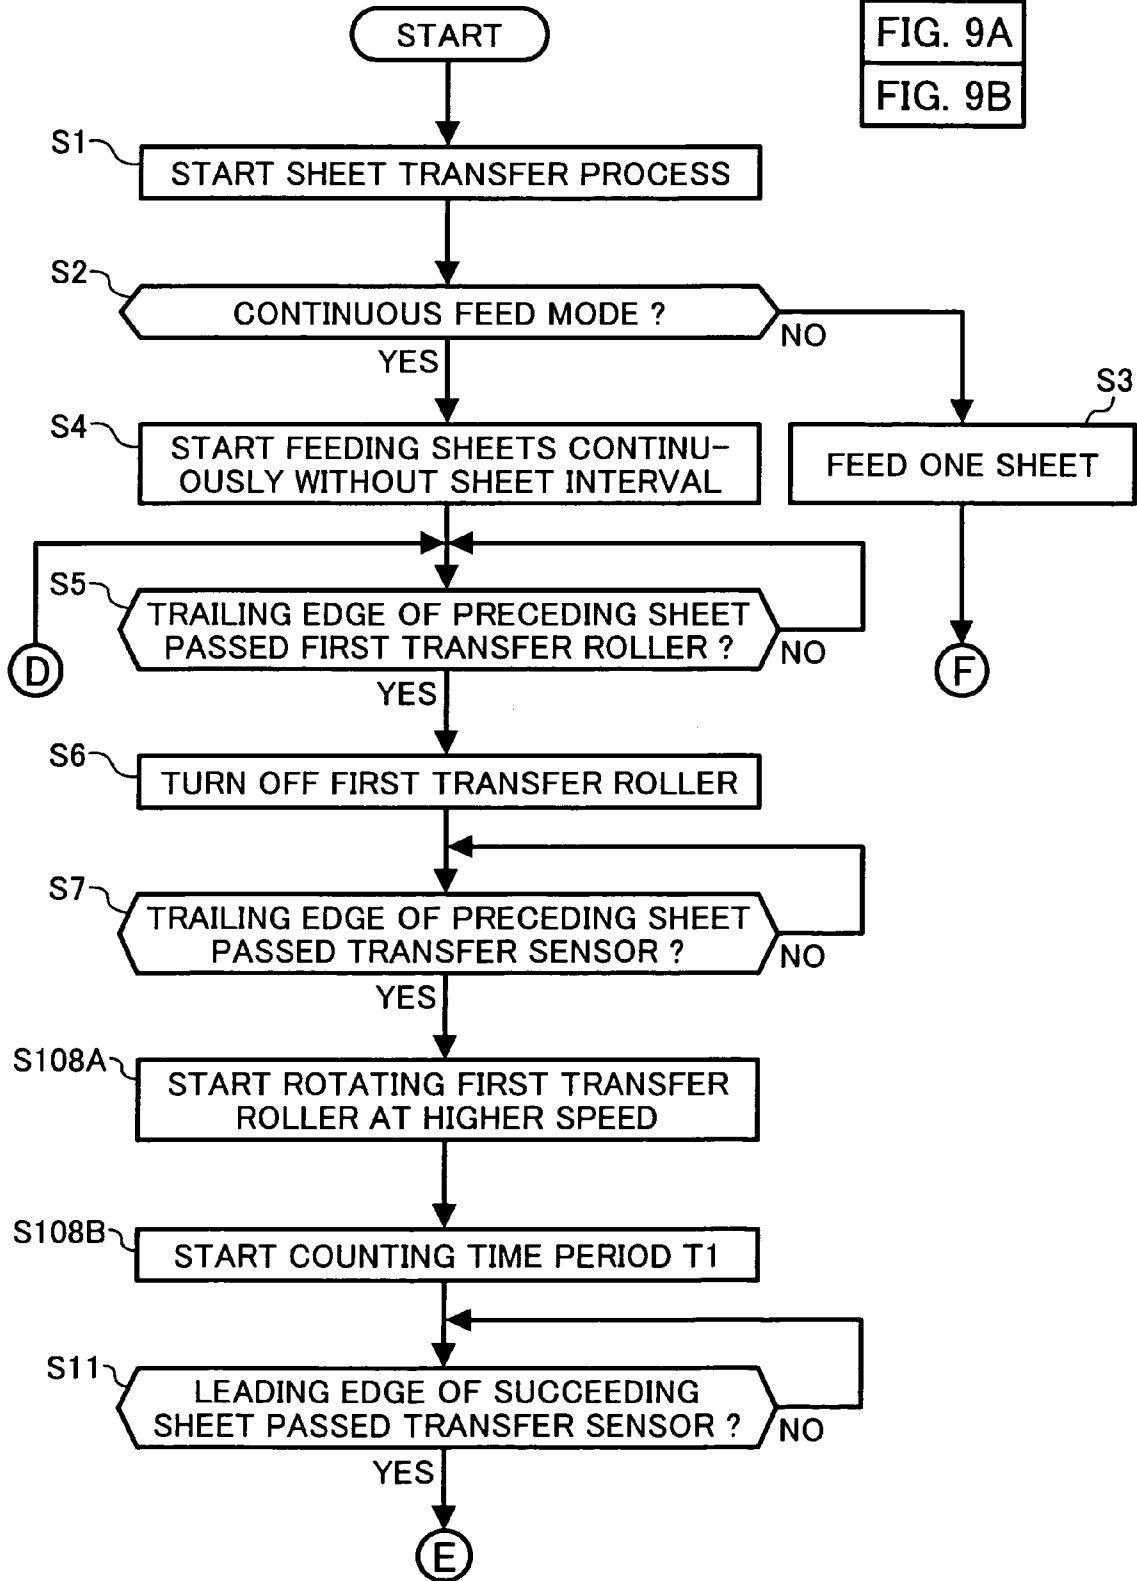 START
FIG. 9A
FIG. 9B
S1
START SHEET TRANSFER PROCESS
S2
CONTINUOUS FEED MODE ?
NO
YES
S3
FEED ONE SHEET
S4
START FEEDING SHEETS CONTINU-
OUSLY WITHOUT SHEET INTERVAL
S5
TRAILING EDGE OF PRECEDING SHEET
PASSED FIRST TRANSFER ROLLER ?
NO
YES
D
F
S6
TURN OFF FIRST TRANSFER ROLLER
S7
TRAILING EDGE OF PRECEDING SHEET
PASSED TRANSFER SENSOR ?
NO
YES
S108A
START ROTATING FIRST TRANSFER
ROLLER AT HIGHER SPEED
S108B
START COUNTING TIME PERIOD T1
S11
LEADING EDGE OF SUCCEEDING
SHEET PASSED TRANSFER SENSOR ?
NO
YES
E